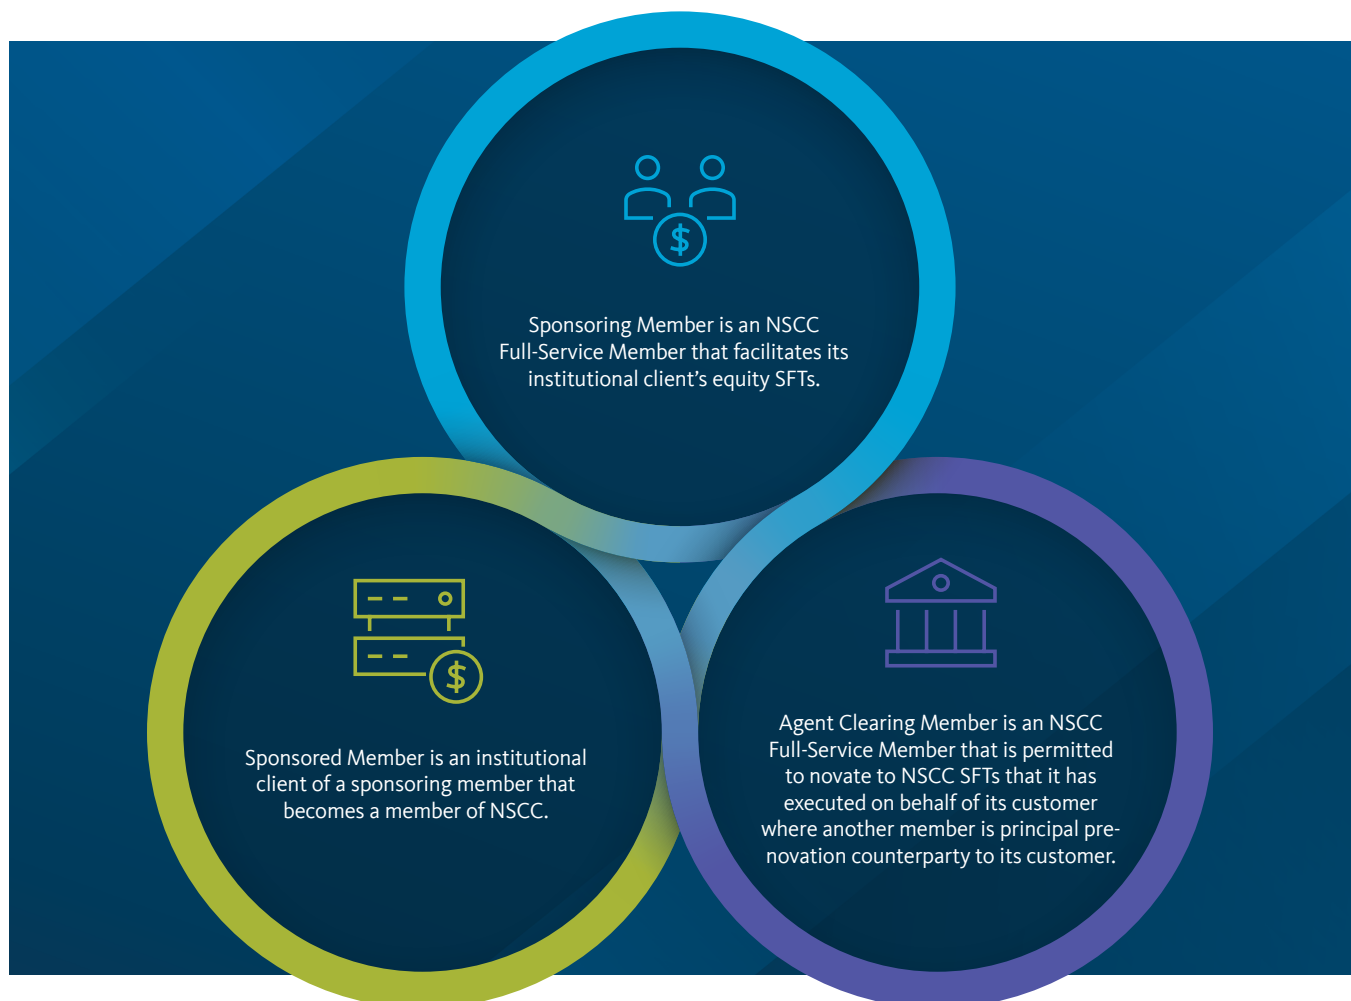 $
Sponsoring Member is an NSCC
Full-Service Member that facilitates its
institutional client’s equity SFTs.
$
Sponsored Member is an institutional
client of a sponsoring member that
becomes a member of NSCC.
Agent Clearing Member is an NSCC
Full-Service Member that is permitted
to novate to NSCC SFTs that it has
executed on behalf of its customer
where another member is principal pre-
novation counterparty to its customer.